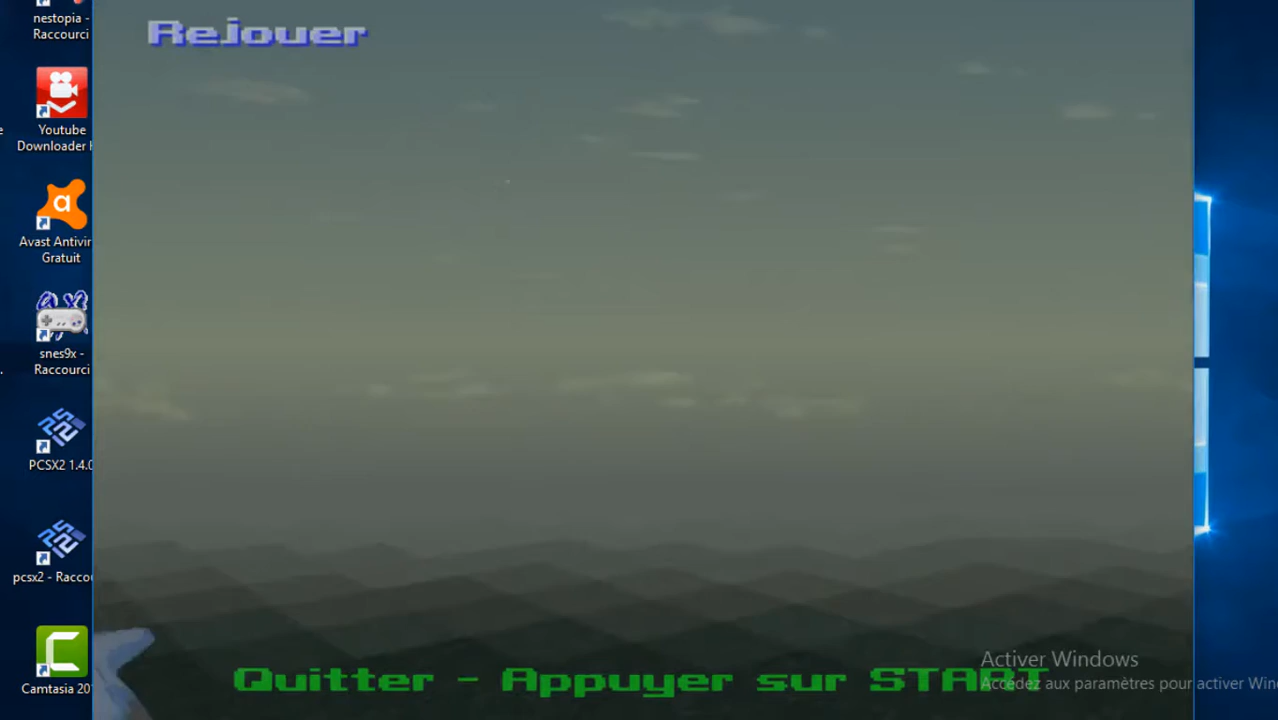 nestopia -
Raccourci
Rejouer
Youtube
Downloader
Avast Antivir
Gratuit
snes9x -
Raccourci
PCSX2 1.4.0
pcsx2 - Racco
Camtasia 20
Quitter - Appuyer sur START
Activer Windows
Accédez aux paramètres pour activer Win